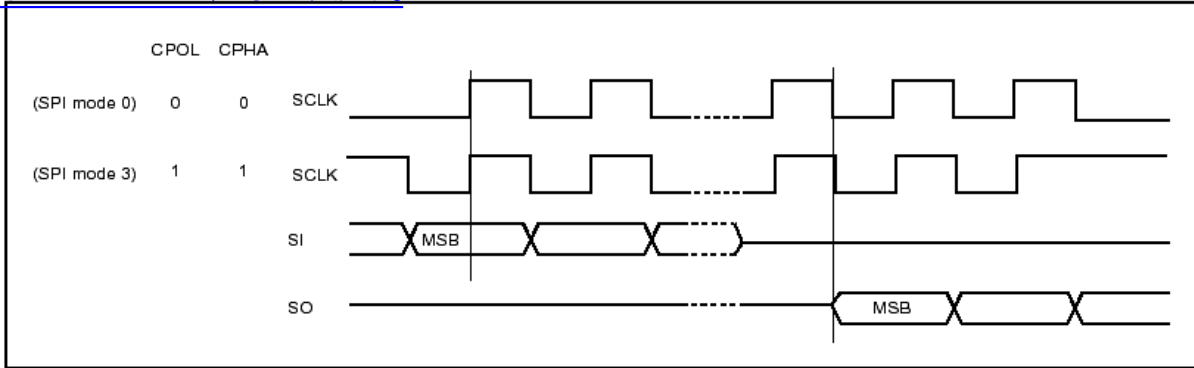 CPOL CPHA
(SPI mode 0) 0 0 SCLK
(SPI mode 3) 1 1 SCLK
SI MSB
SO MSB